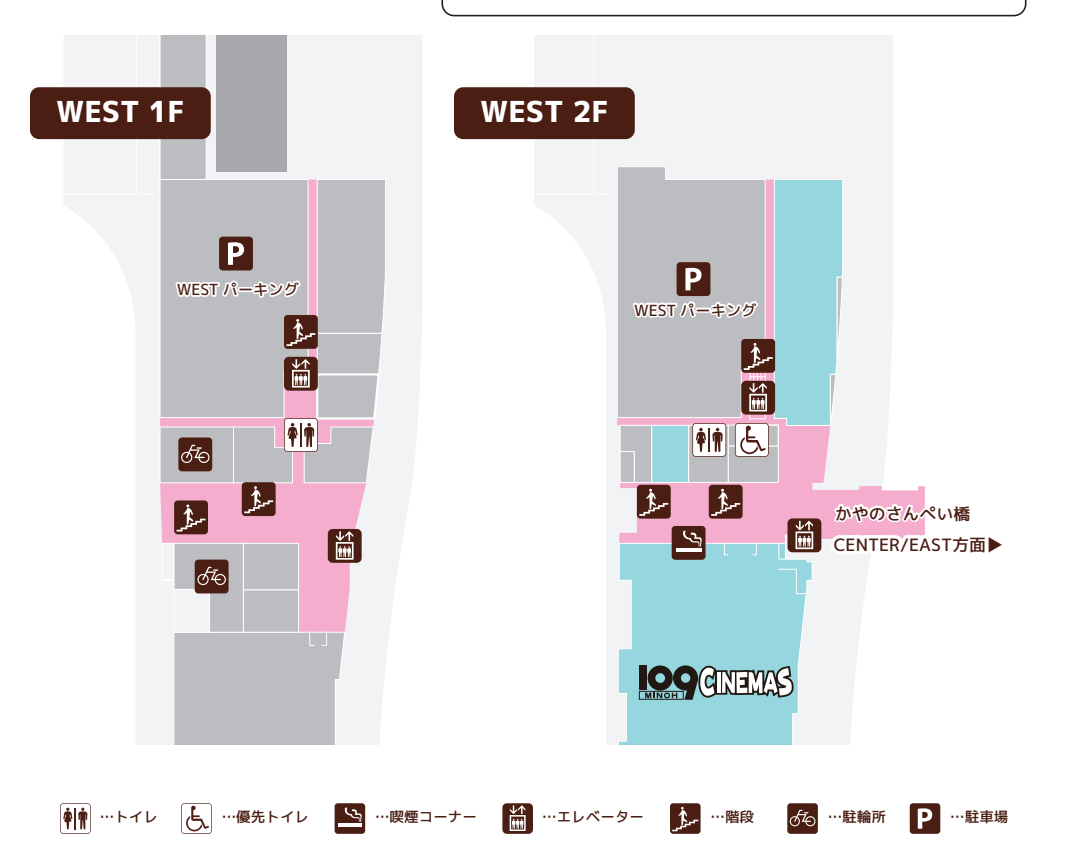 WEST 1F
WEST 2F
P
WEST パーキング
P
WEST パーキング
かやのさんぺい橋
CENTER/EAST方面▶
109 CINEMAS
MINOH
…トイレ
…優先トイレ
…喫煙コーナー
…エレベーター
…階段
…駐輪所
P …駐車場